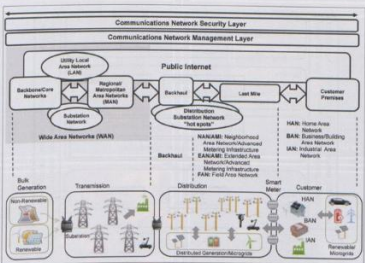 Communications Network Security Layer
Communications Network Management Layer
Public Internet
Utility Local
Area Network
(LAN)
Backbone/Core
Networks
Regional/
Metropolitan
Area Networks
(MAN)
Backhaul
Last Mile
Customer
Premises
Substation
Network
Distribution
Substation Network
"hot spots"
Wide Area Networks (WAN)
Backhaul
NAN/AMI: Neighborhood
Area Network/Advanced
Metering Infrastructure
EAN/AMI: Extended Area
Network/Advanced
Metering Infrastructure
FAN: Field Area Network
HAN: Home Area
Network
BAN: Business/Building
Area Network
IAN: Industrial Area
Network
Bulk
Generation
Transmission
Distribution
Smart
Meter
Customer
Non-Renewable
Renewable
Substation
Distributed Generation/Microgrids
HAN
BAN
IAN
Renewable/
Microgrids